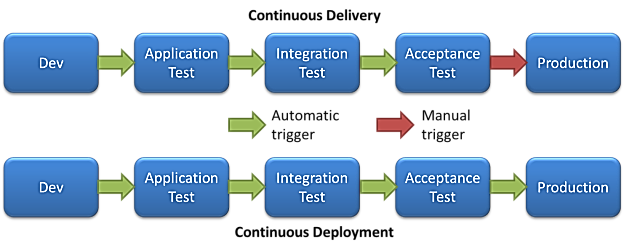 Continuous Delivery
Dev
Application
Test
Integration
Test
Acceptance
Test
Production
Automatic
trigger
Manual
trigger
Dev
Application
Test
Integration
Test
Acceptance
Test
Production
Continuous Deployment